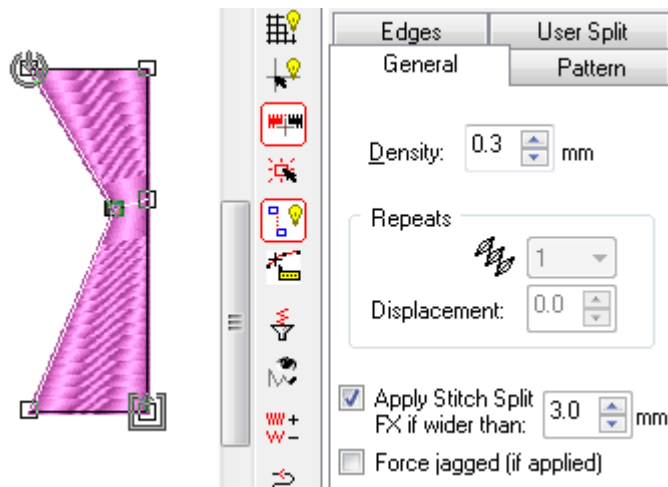 Edges User Split
General Pattern
Density: 0.3 mm
Repeats
1
Displacement: 0.0
Apply Stitch Split
FX if wider than: 3.0 mm
Force jagged (if applied)